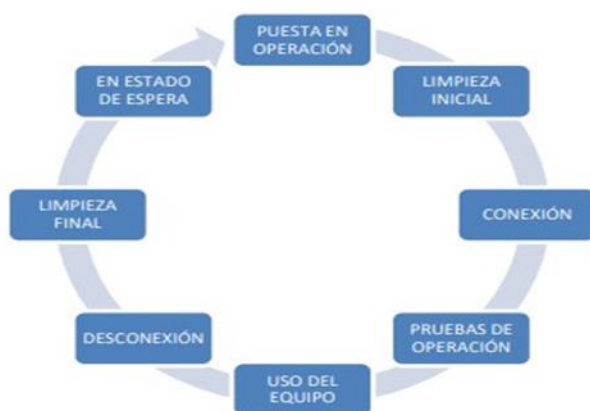 PUESTA EN
OPERACIÓN
LIMPIEZA
INICIAL
CONEXIÓN
PRUEBAS DE
OPERACIÓN
USO DEL
EQUIPO
DESCONEXIÓN
LIMPIEZA
FINAL
EN ESTADO
DE ESPERA